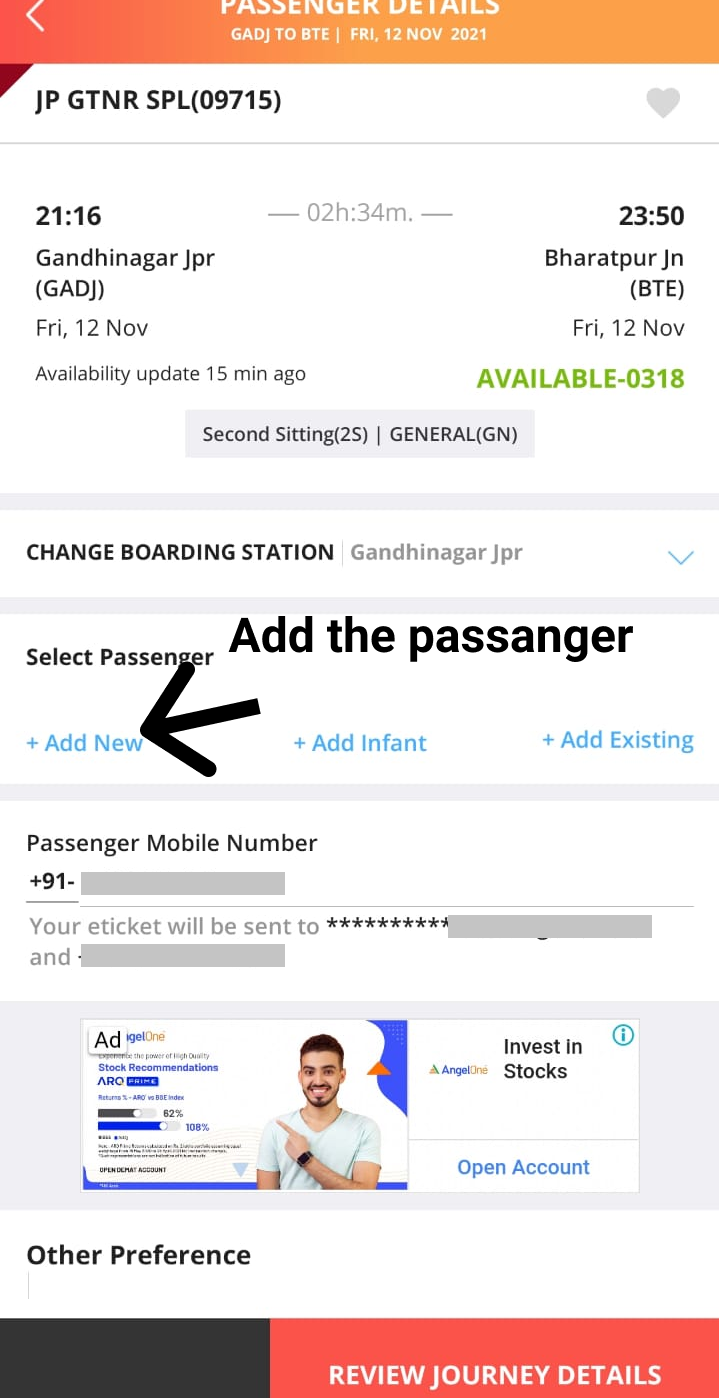 PASSENGER DETAILS
GADJ TO BTE | FRI, 12 NOV 2021
JP GTNR SPL(09715)
21:16 — 02h:34m. — 23:50
Gandhinagar Jpr Bharatpur Jn
(GADJ) (BTE)
Fri, 12 Nov Fri, 12 Nov
Availability update 15 min ago AVAILABLE-0318
Second Sitting(2S) | GENERAL(GN)
CHANGE BOARDING STATION Gandhinagar Jpr
Add the passanger
Select Passenger
+ Add New + Add Infant + Add Existing
Passenger Mobile Number
+91-
Your eticket will be sent to **********
and
Ad gelOne
Experience the power of High Quality
Stock Recommendations
ARQ PRIME
Returns % - ARQ' vs BSE Index
62%
108%
OPEN DEMAT ACCOUNT
AngelOne
Invest in
Stocks
Open Account
Other Preference
REVIEW JOURNEY DETAILS